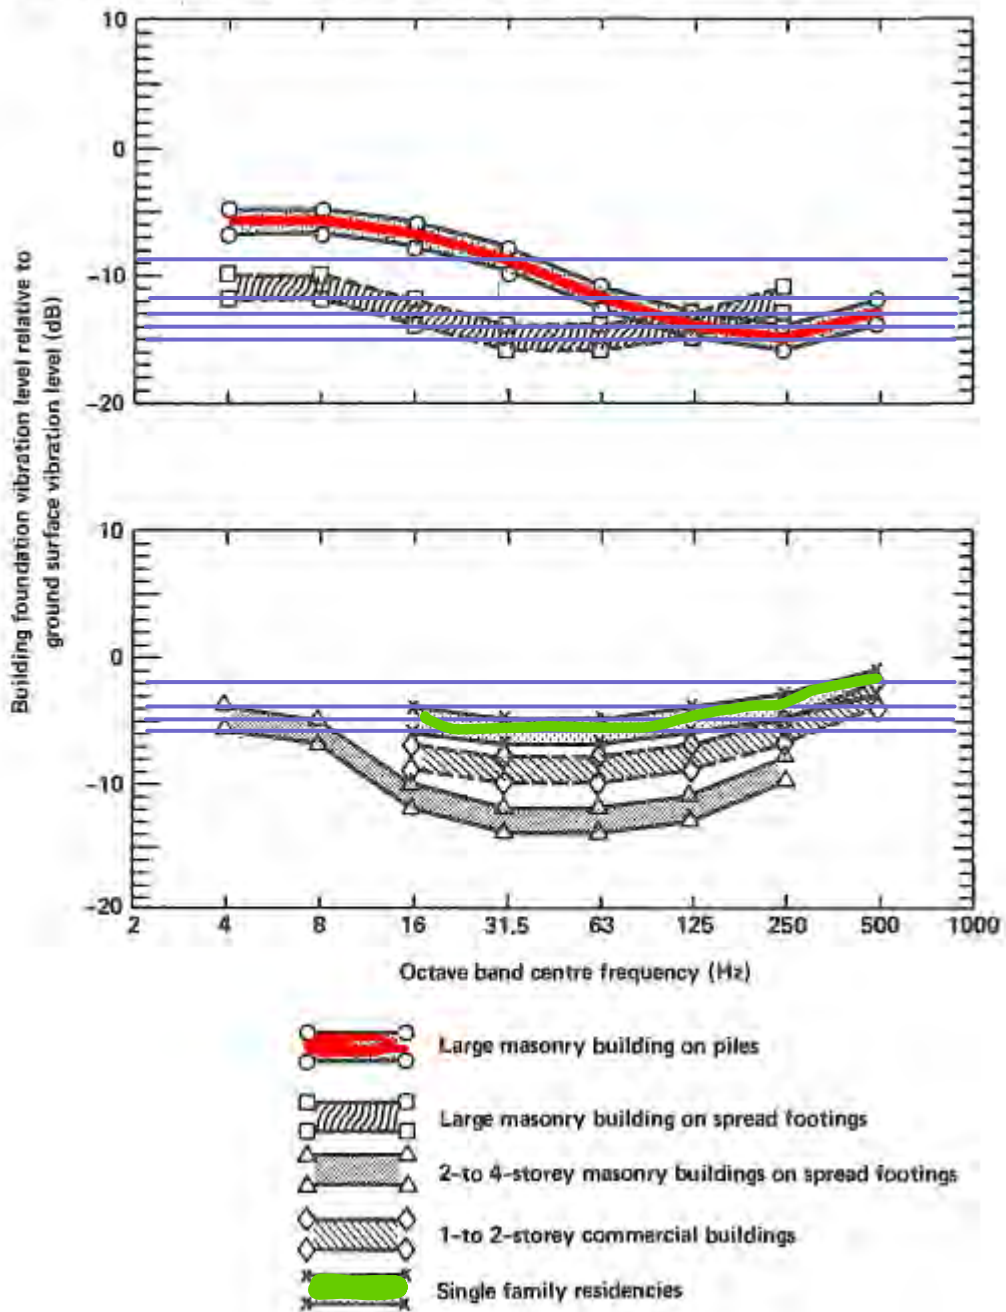 10
0
-10
-20
Building foundation vibration level relative to
ground surface vibration level (dB)
10
0
-10
-20
2 4 8 16 31.5 63 125 250 500 1000
Octave band centre frequency (Hz)
Large masonry building on piles
Large masonry building on spread footings
2-to 4-storey masonry buildings on spread footings
1-to 2-storey commercial buildings
Single family residencies